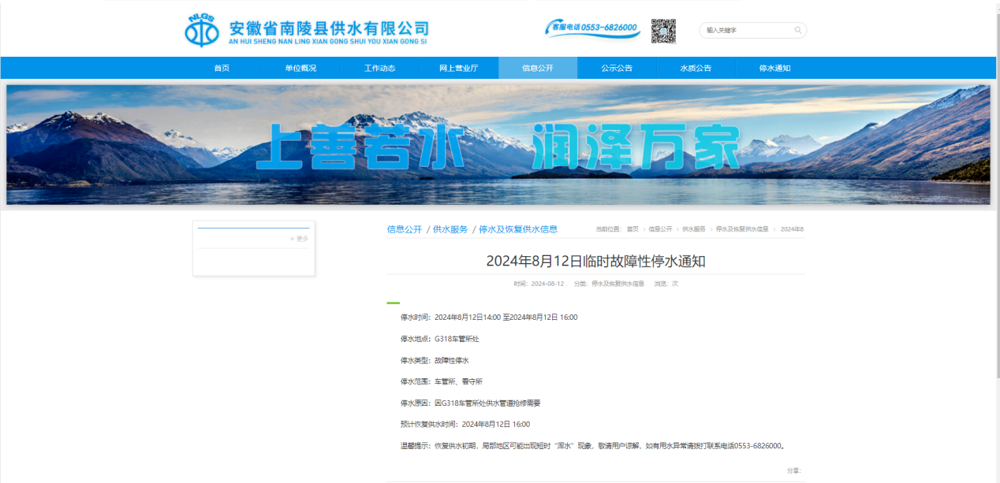 NLGS
安徽省南陵县供水有限公司
AN HUI SHENG NAN LING XIAN GONG SHUI YOU XIAN GONG SI
客服电话0553-6826000
输入关键字
首页 单位概况 工作动态 网上营业厅 信息公开 公示公告 水质公告 停水通知
上善若水 润泽万家
+ 更多
信息公开 / 供水服务 / 停水及恢复供水信息
当前位置: 首页 › 信息公开 › 供水服务 › 停水及恢复供水信息 › 2024年8
2024年8月12日临时故障性停水通知
时间: 2024-08-12 分类: 停水及恢复供水信息 浏览: 次
停水时间：2024年8月12日14:00 至2024年8月12日 16:00
停水地点：G318车管所处
停水类型：故障性停水
停水范围：车管所、看守所
停水原因：因G318车管所处供水管道抢修需要
预计恢复供水时间：2024年8月12日 16:00
温馨提示：恢复供水初期，局部地区可能出现短时“浑水”现象，敬请用户谅解，如有用水异常请拨打联系电话0553-6826000。
分享: